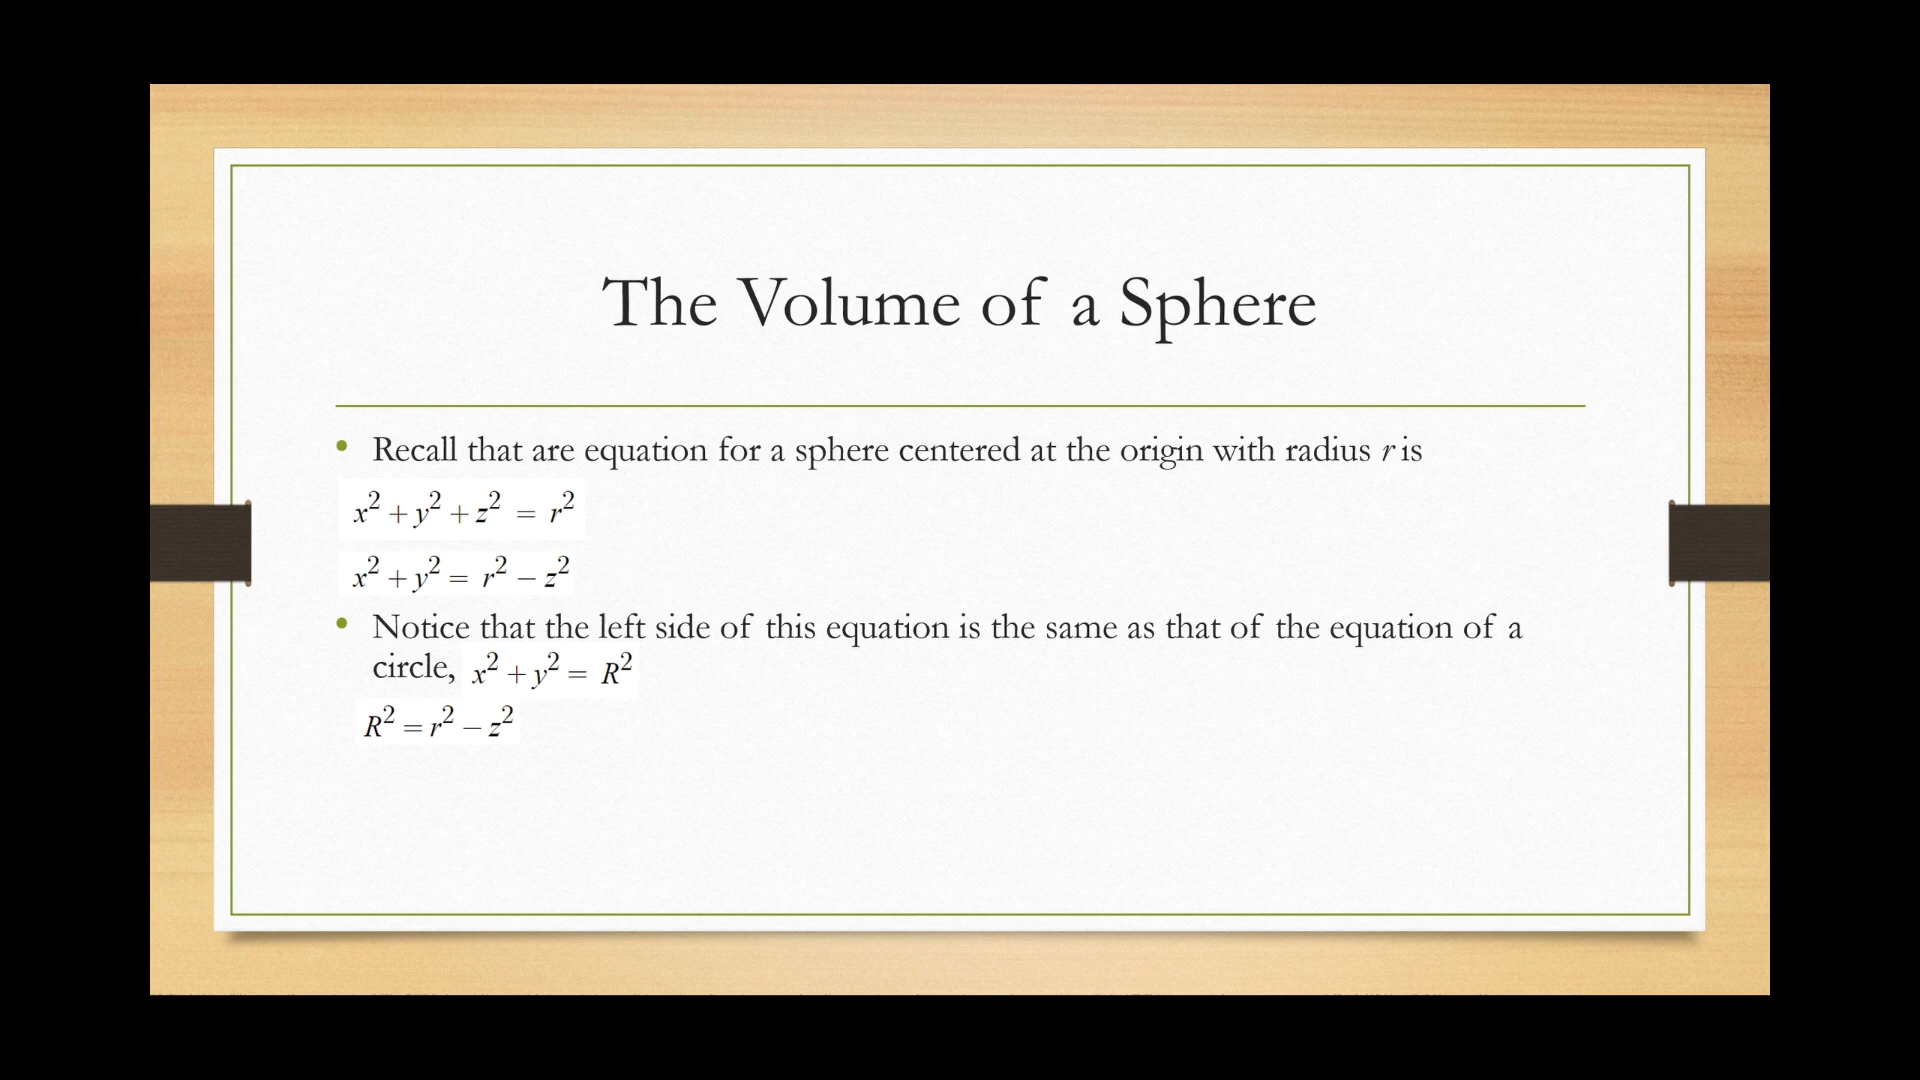 The Volume of a Sphere
• Recall that are equation for a sphere centered at the origin with radius r is
x² + y² + z² = r²
x² + y² = r² − z²
• Notice that the left side of this equation is the same as that of the equation of a
circle, x² + y² = R²
R² = r² − z²